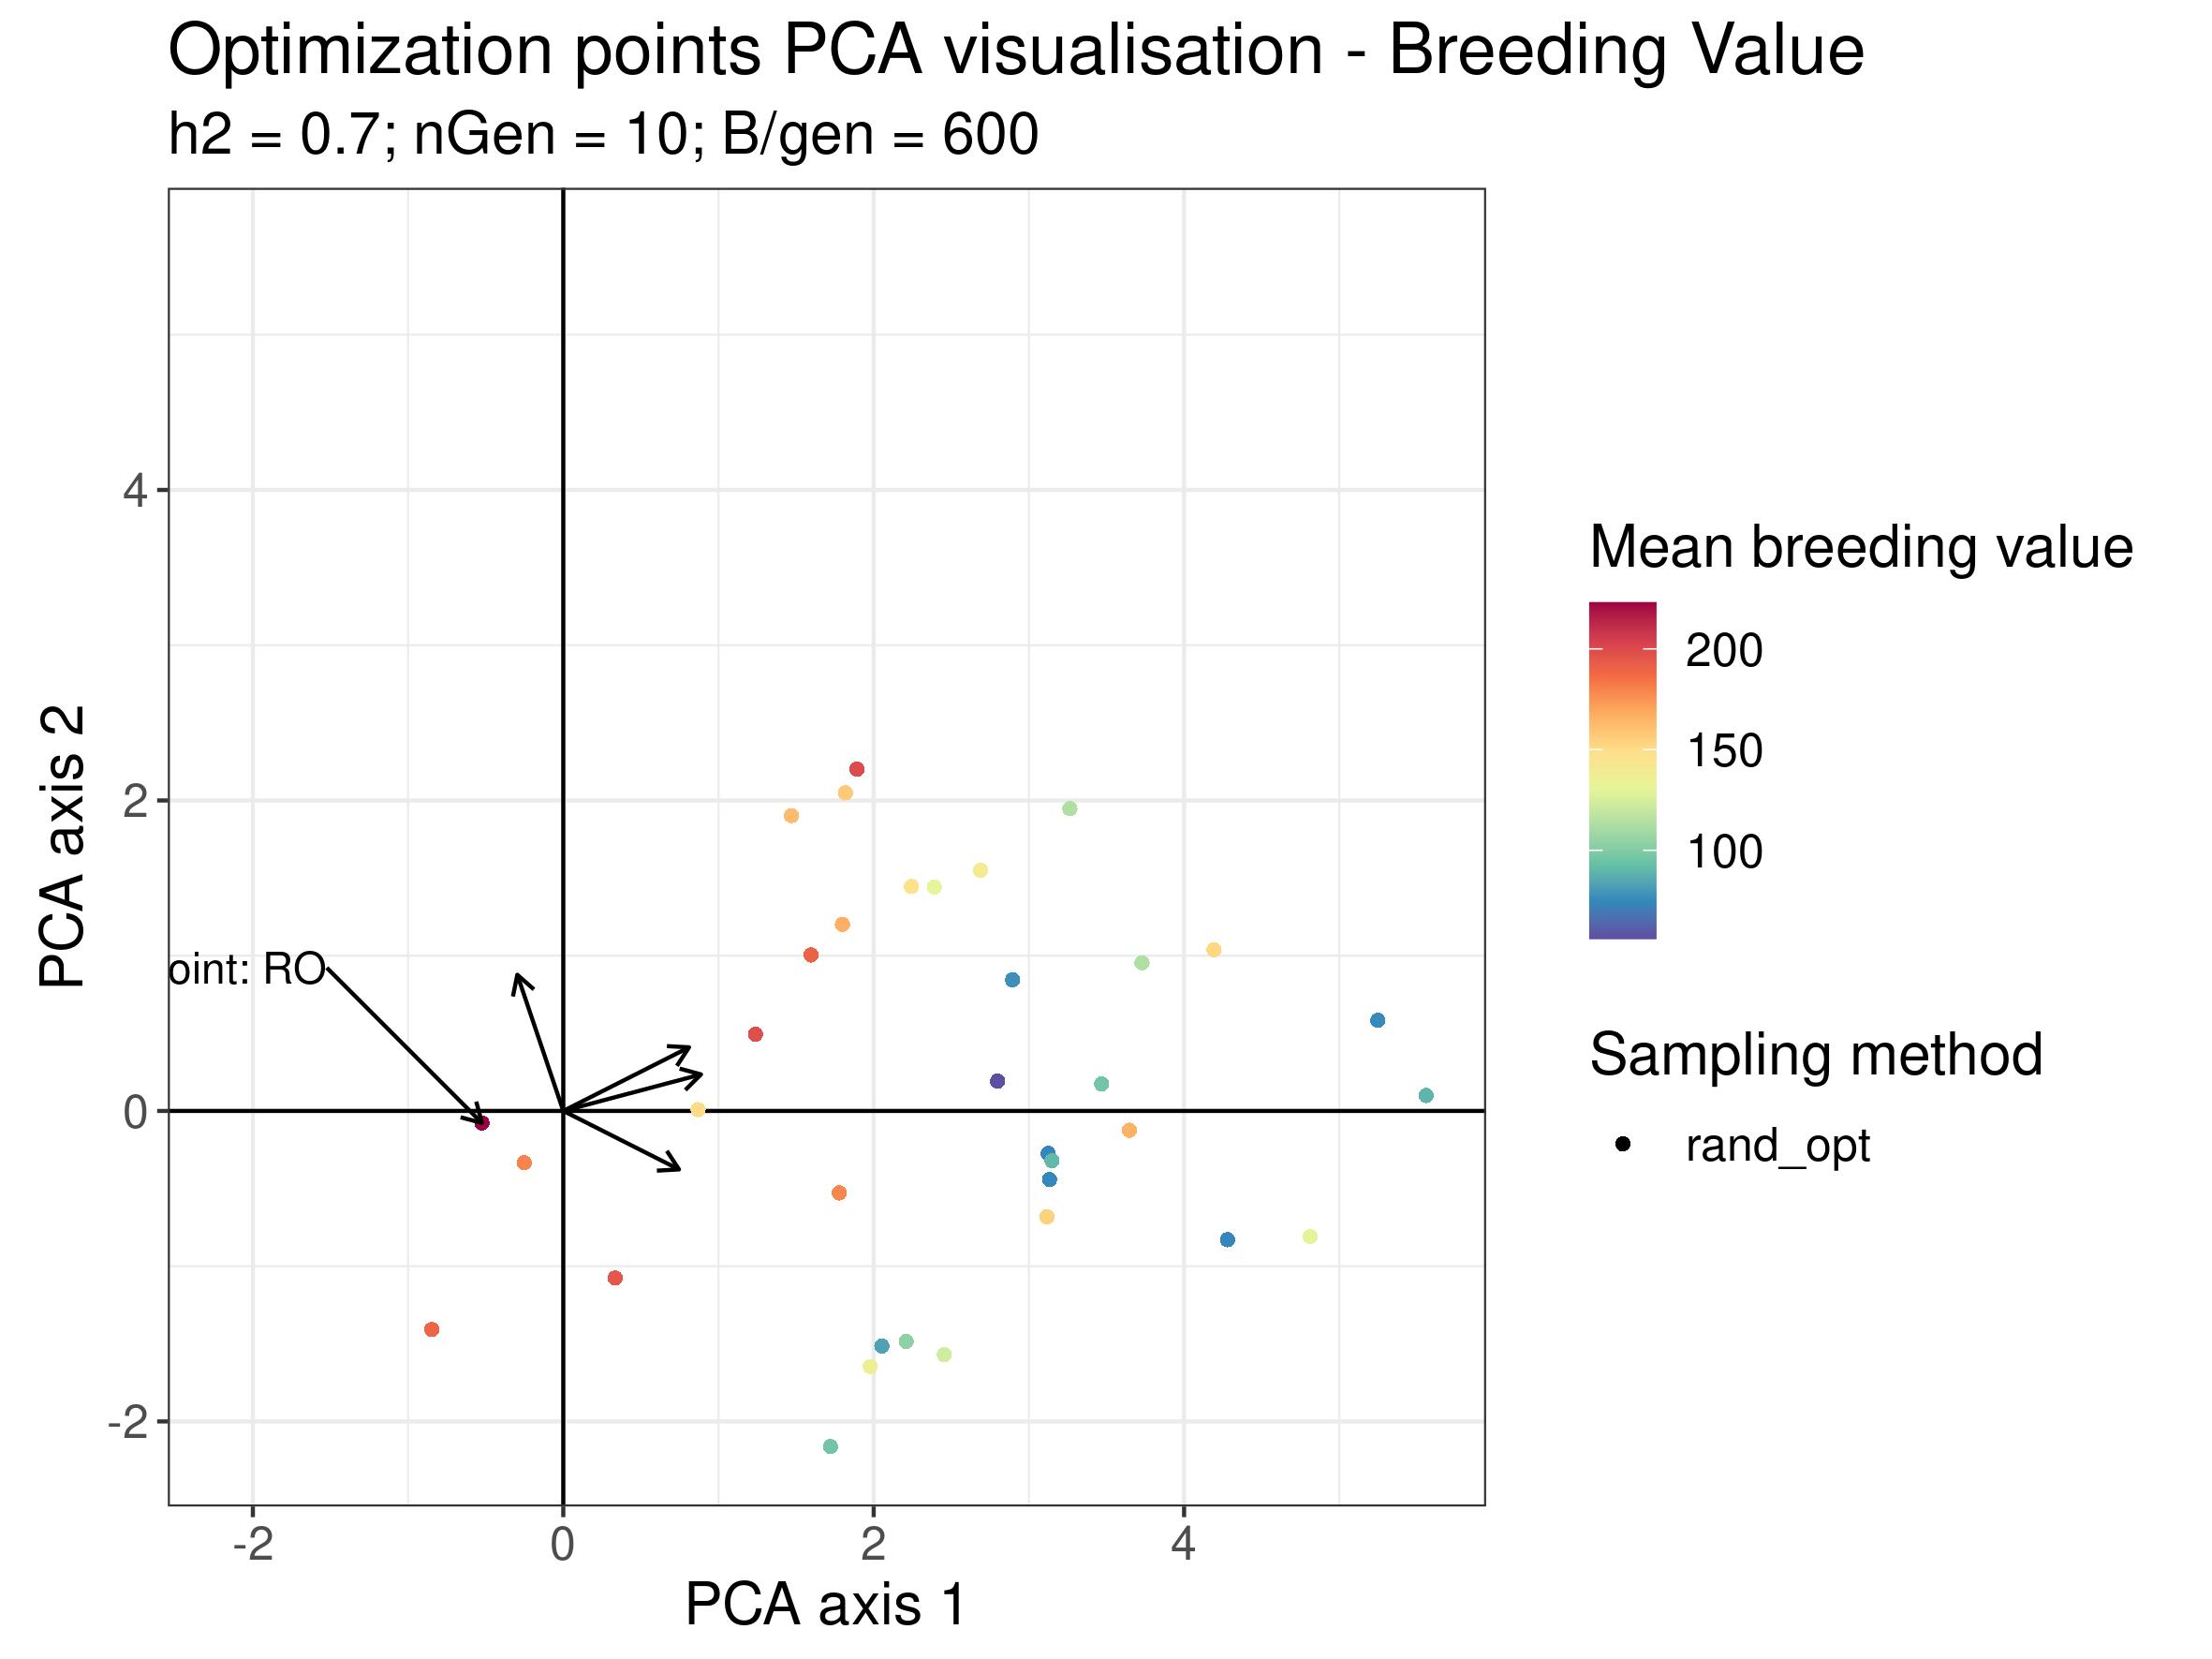 Optimization points PCA visualisation - Breeding Value
h2 = 0.7; nGen = 10; B/gen = 600
PCA axis 2
4
2
0
-2
oint: RO
-2
0
2
4
PCA axis 1
Mean breeding value
200
150
100
Sampling method
rand_opt